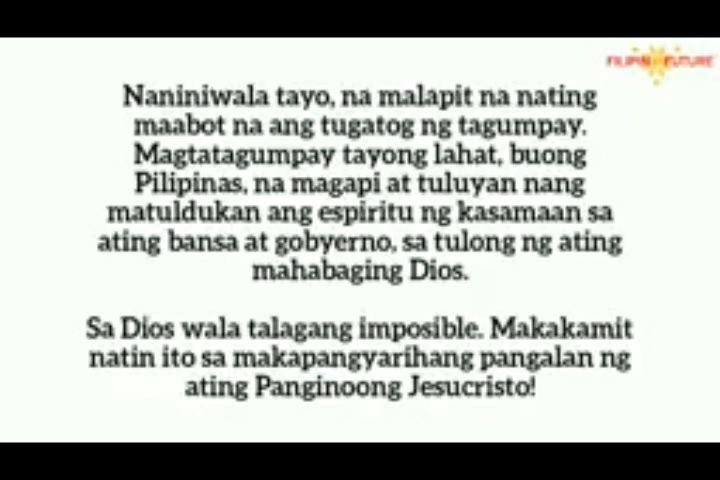 FILIPINO FUTURE
Naniniwala tayo, na malapit na nating
maabot na ang tugatog ng tagumpay.
Magtatagumpay tayong lahat, buong
Pilipinas, na magapi at tuluyan nang
matuldukan ang espiritu ng kasamaan sa
ating bansa at gobyerno, sa tulong ng ating
mahabaging Dios.
Sa Dios wala talagang imposible. Makakamit
natin ito sa makapangyarihang pangalan ng
ating Panginoong Jesucristo!